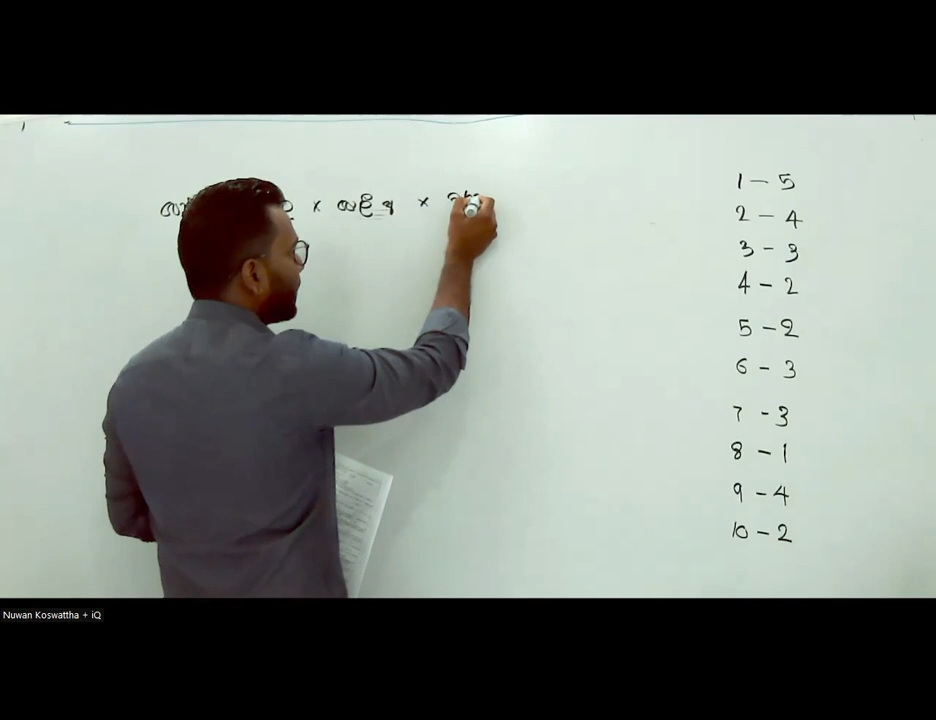 × පළල ×
1 – 5
2 – 4
3 – 3
4 – 2
5 – 2
6 – 3
7 – 3
8 – 1
9 – 4
10 – 2
Nuwan Koswattha + iQ